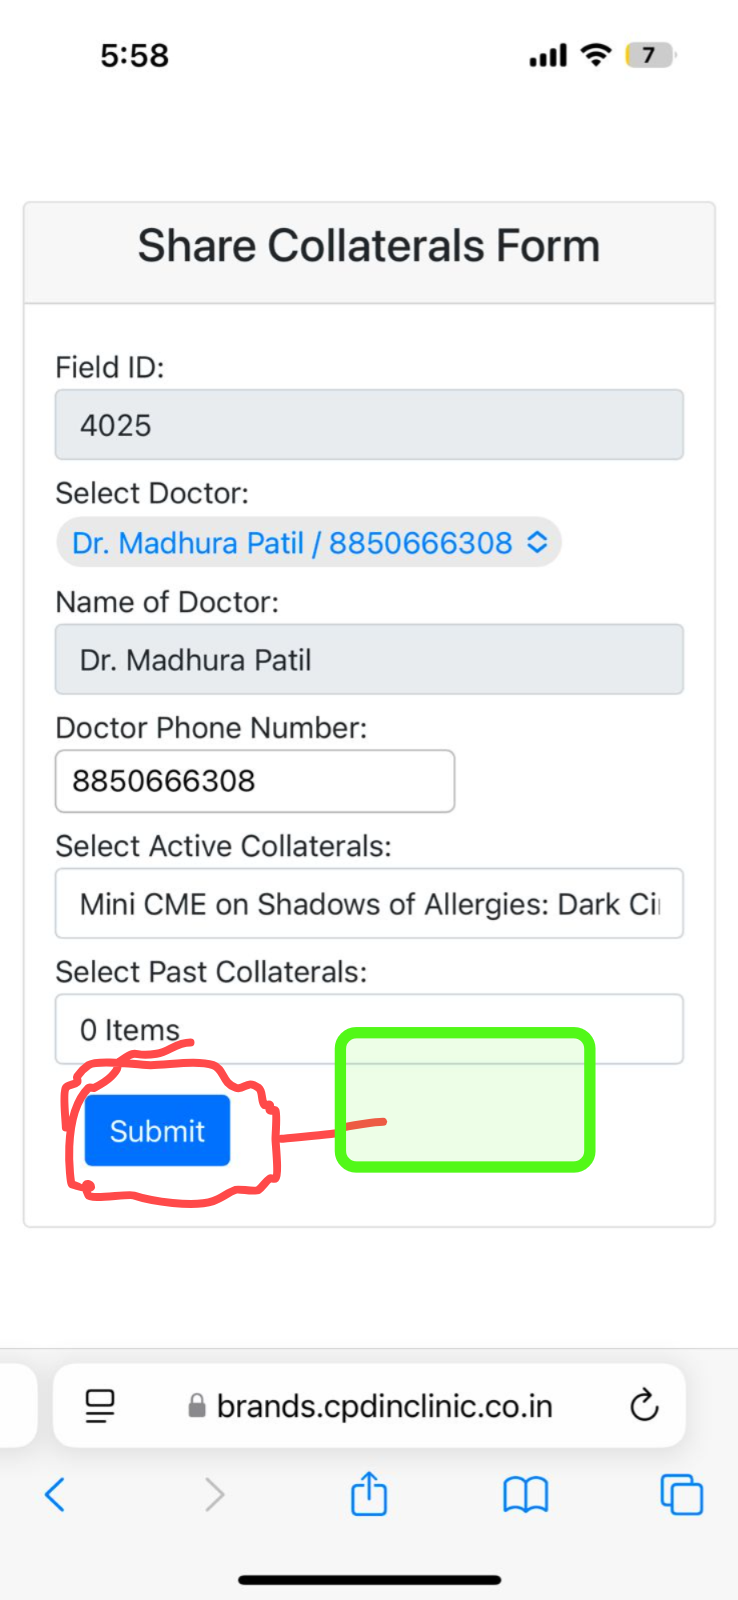 5:58
7
Share Collaterals Form
Field ID:
4025
Select Doctor:
Dr. Madhura Patil / 8850666308
Name of Doctor:
Dr. Madhura Patil
Doctor Phone Number:
8850666308
Select Active Collaterals:
Mini CME on Shadows of Allergies: Dark Ci
Select Past Collaterals:
0 Items
Submit
brands.cpdinclinic.co.in